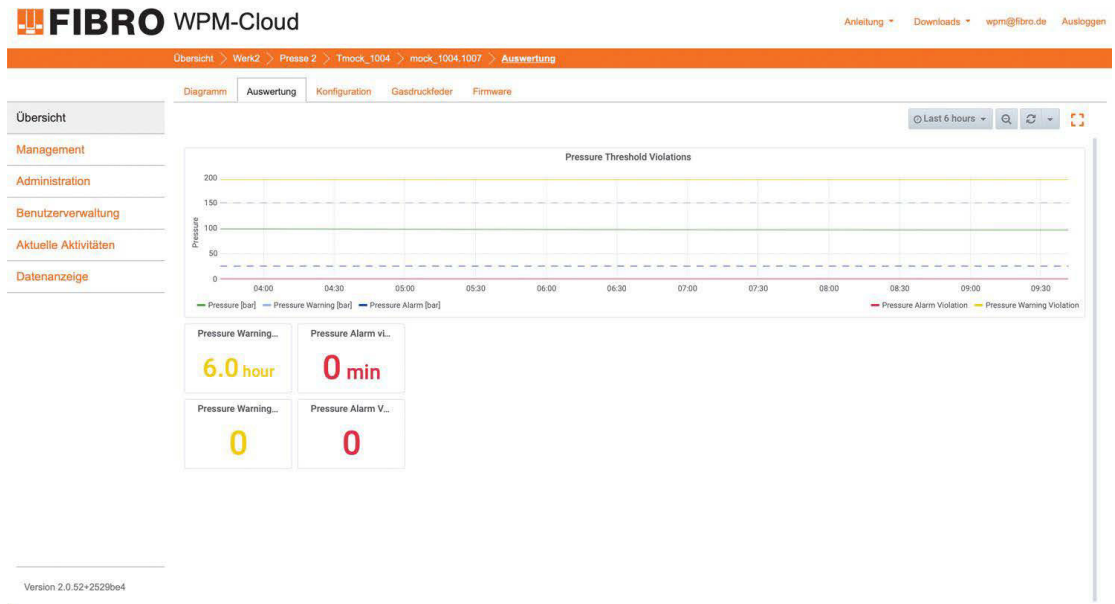 FIBRO WPM-Cloud
Anleitung Downloads wpm@fibro.de Ausloggen
Übersicht > Werk2 > Presse 2 > Tmock_1004 > mock_1004.1007 > Auswertung
Diagramm Auswertung Konfiguration Gasdruckfeder Firmware
Übersicht
Management
Administration
Benutzerverwaltung
Aktuelle Aktivitäten
Datenanzeige
Last 6 hours
Pressure Threshold Violations
Pressure
200
150
100
50
0
04:00 04:30 05:00 05:30 06:00 06:30 07:00 07:30 08:00 08:30 09:00 09:30
Pressure [bar] Pressure Warning [bar] Pressure Alarm [bar] Pressure Alarm Violation Pressure Warning Violation
Pressure Warning... Pressure Alarm vi...
6.0 hour 0 min
Pressure Warning... Pressure Alarm V...
0 0
Version 2.0.52+2529be4